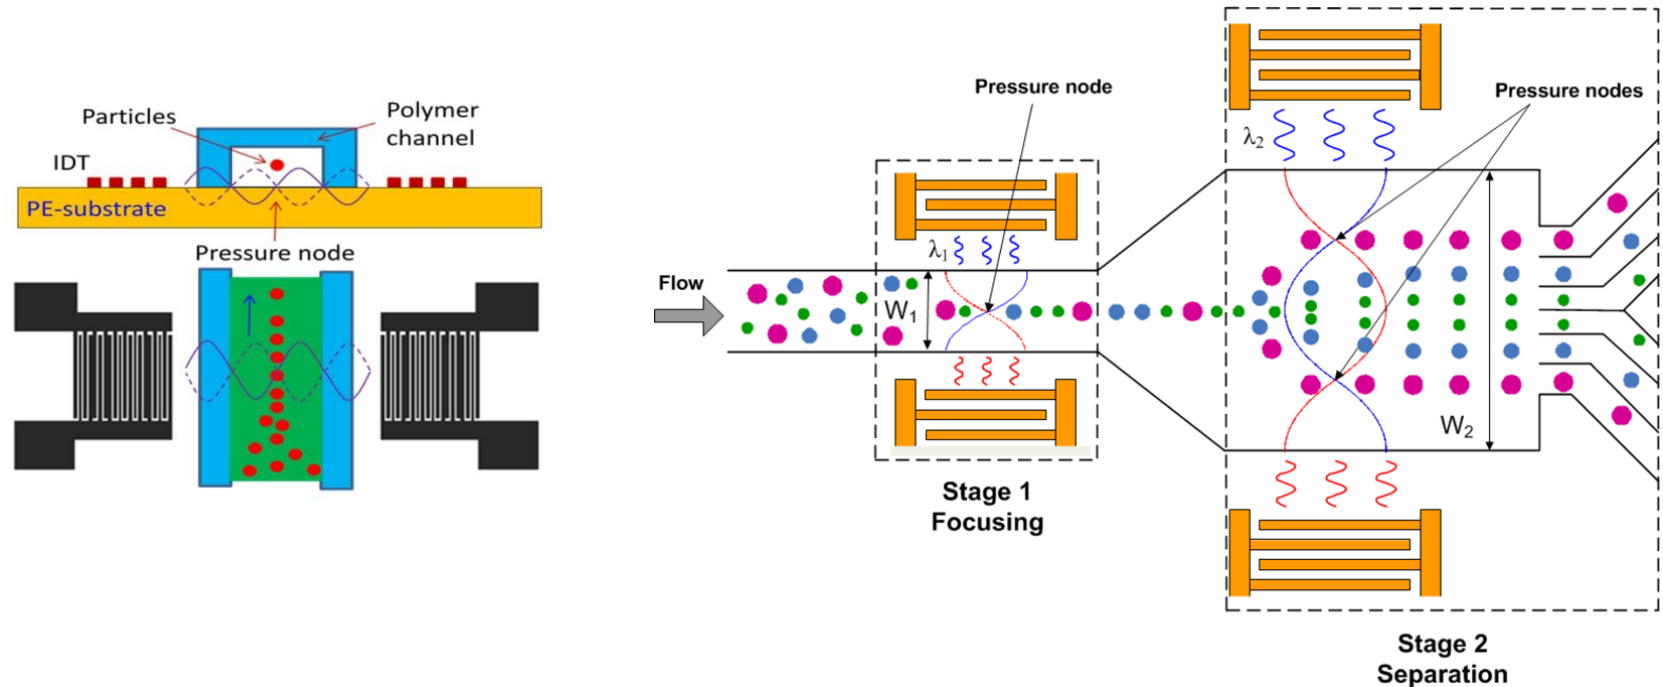 Particles
Polymer
channel
IDT
PE-substrate
Pressure node
Pressure node
Pressure nodes
λ2
λ1
Flow
W1
W2
Stage 1
Focusing
Stage 2
Separation